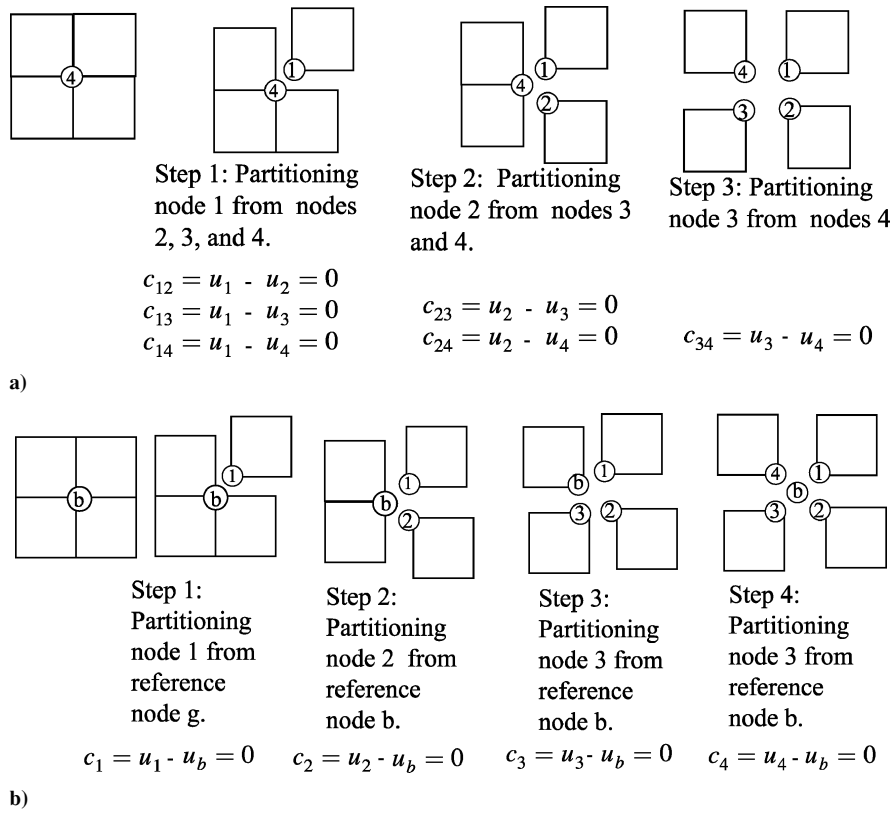 4
1
4
1
4
2
4
1
3
2
Step 1: Partitioning
node 1 from nodes
2, 3, and 4.
Step 2: Partitioning
node 2 from nodes 3
and 4.
Step 3: Partitioning
node 3 from nodes 4
c₁₂ = u₁ - u₂ = 0
c₁₃ = u₁ - u₃ = 0
c₁₄ = u₁ - u₄ = 0
c₂₃ = u₂ - u₃ = 0
c₂₄ = u₂ - u₄ = 0
c₃₄ = u₃ - u₄ = 0
a)
b
1
b
1
b
2
1
b
3
2
4
1
b
3
2
Step 1:
Partitioning
node 1 from
reference
node g.
Step 2:
Partitioning
node 2 from
reference
node b.
Step 3:
Partitioning
node 3 from
reference
node b.
Step 4:
Partitioning
node 3 from
reference
node b.
c₁ = u₁ - u_b = 0
c₂ = u₂ - u_b = 0
c₃ = u₃ - u_b = 0
c₄ = u₄ - u_b = 0
b)